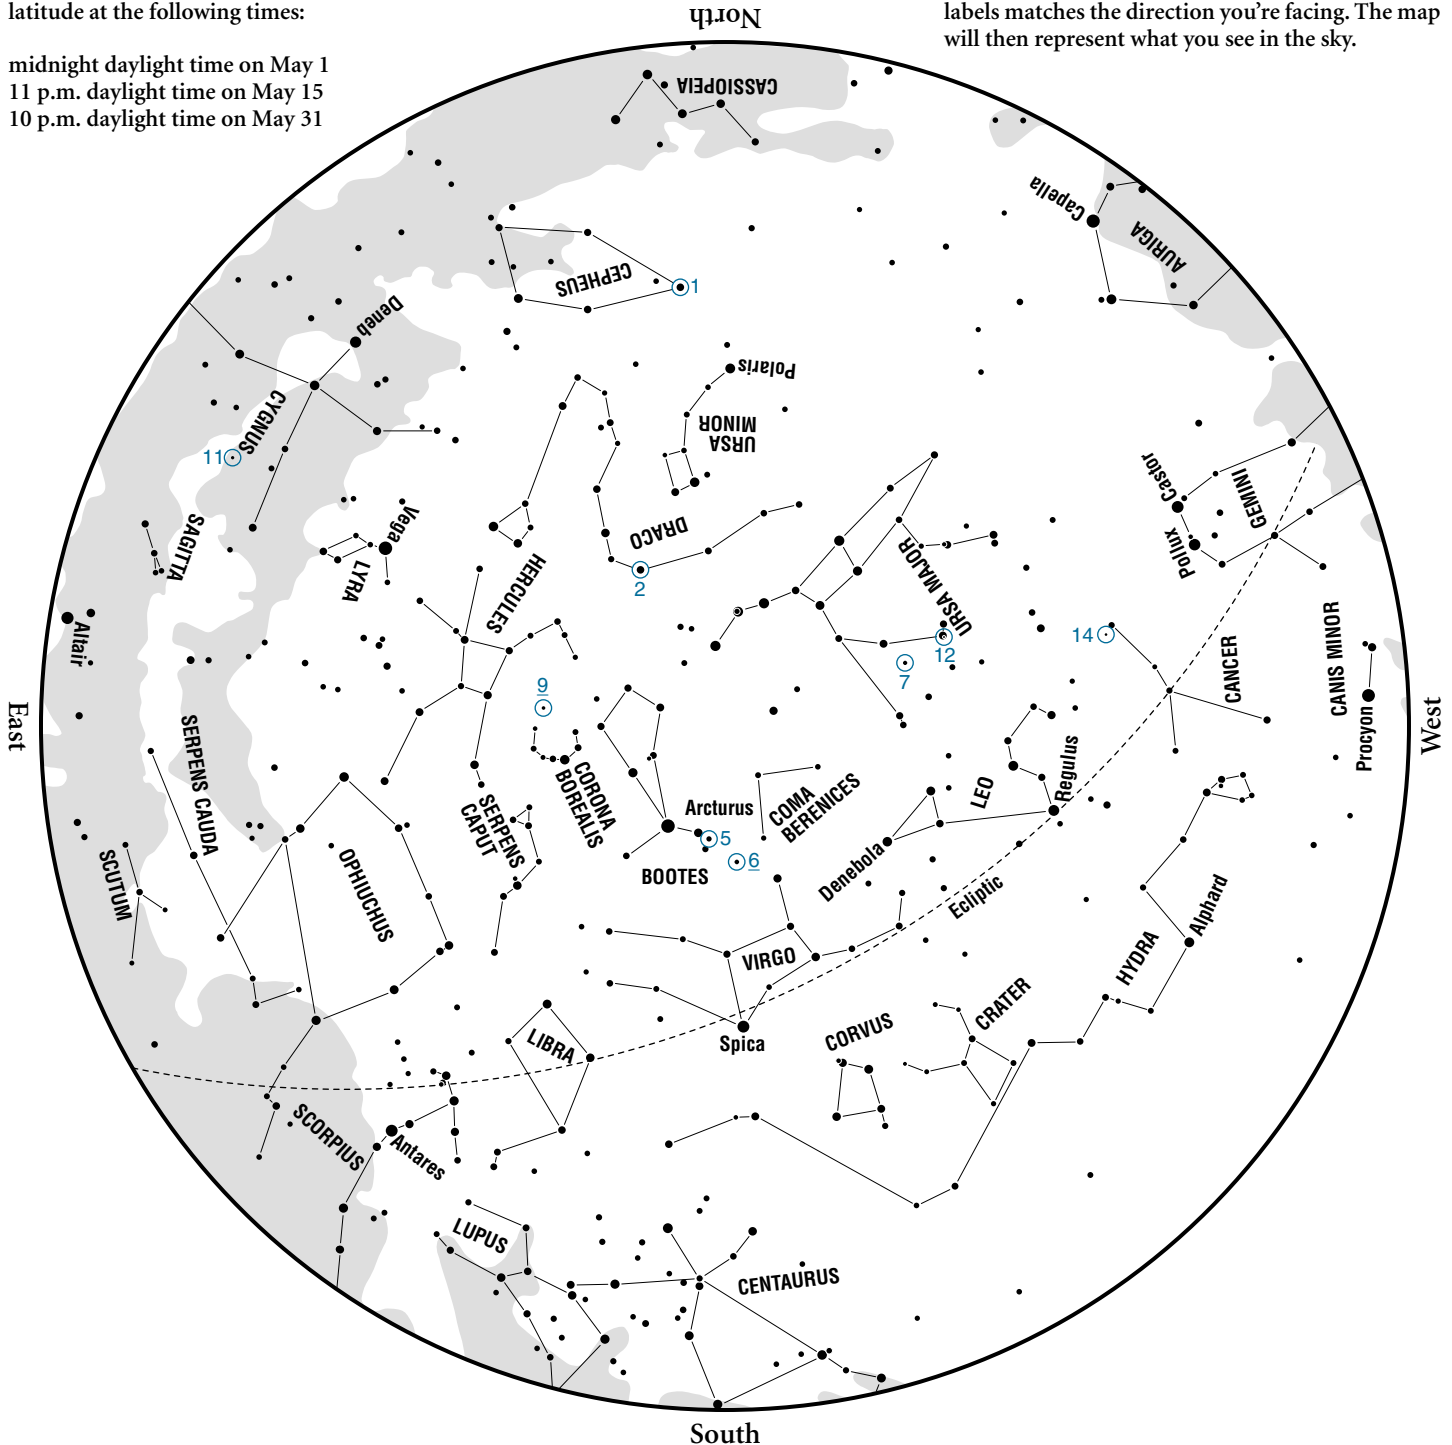 latitude at the following times:
midnight daylight time on May 1
11 p.m. daylight time on May 15
10 p.m. daylight time on May 31
labels matches the direction you're facing. The map
will then represent what you see in the sky.
North
CASSIOPEIA
Capella
AURIGA
CEPHEUS
1
Deneb
Polaris
URSA
MINOR
CYGNUS
11
Castor
GEMINI
Pollux
SAGITTA
Vega
LYRA
DRACO
2
HERCULES
URSA MAJOR
12
7
14
CANCER
CANIS MINOR
Procyon
Altair
East
West
9
SERPENS CAUDA
CORONA
BOREALIS
SERPENS
CAPUT
Arcturus
5
6
BOOTES
COMA
BERENICES
LEO
Regulus
Denebola
Ecliptic
SCUTUM
OPHIUCHUS
VIRGO
Alphard
HYDRA
CRATER
CORVUS
Spica
LIBRA
SCORPIUS
Antares
LUPUS
CENTAURUS
South